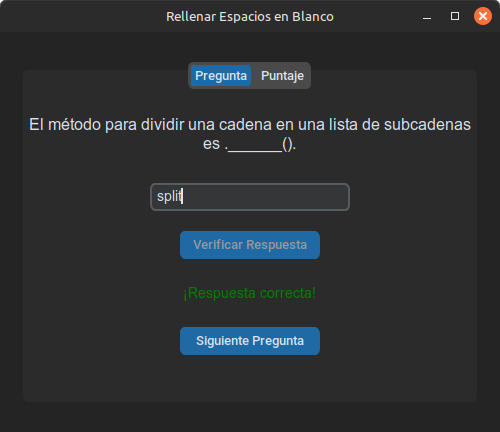 Rellenar Espacios en Blanco
Pregunta Puntaje
El método para dividir una cadena en una lista de subcadenas
es .______().
split
Verificar Respuesta
¡Respuesta correcta!
Siguiente Pregunta